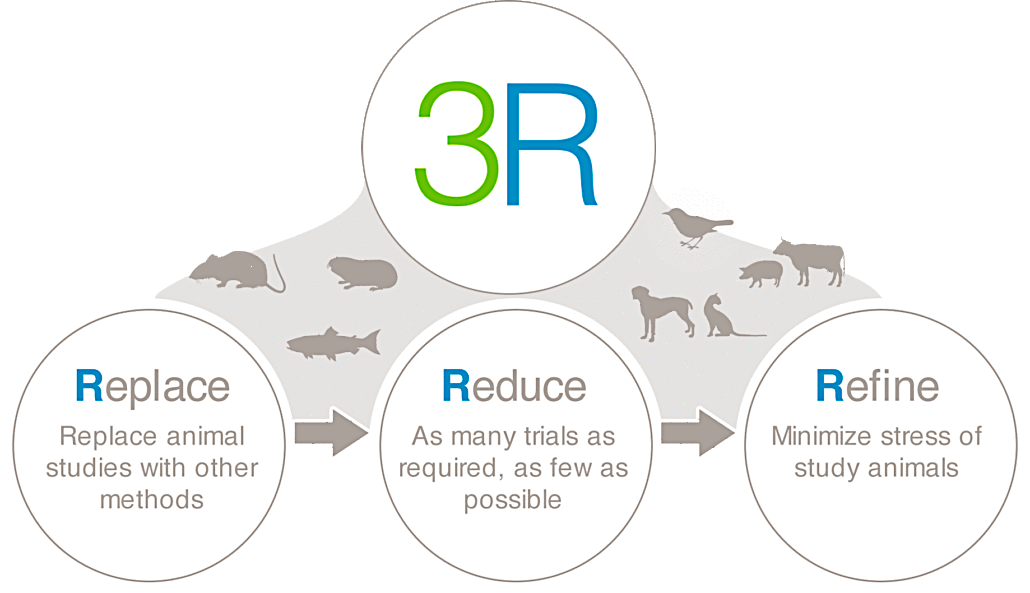 3R
Replace
Replace animal
studies with other
methods
Reduce
As many trials as
required, as few as
possible
Refine
Minimize stress of
study animals